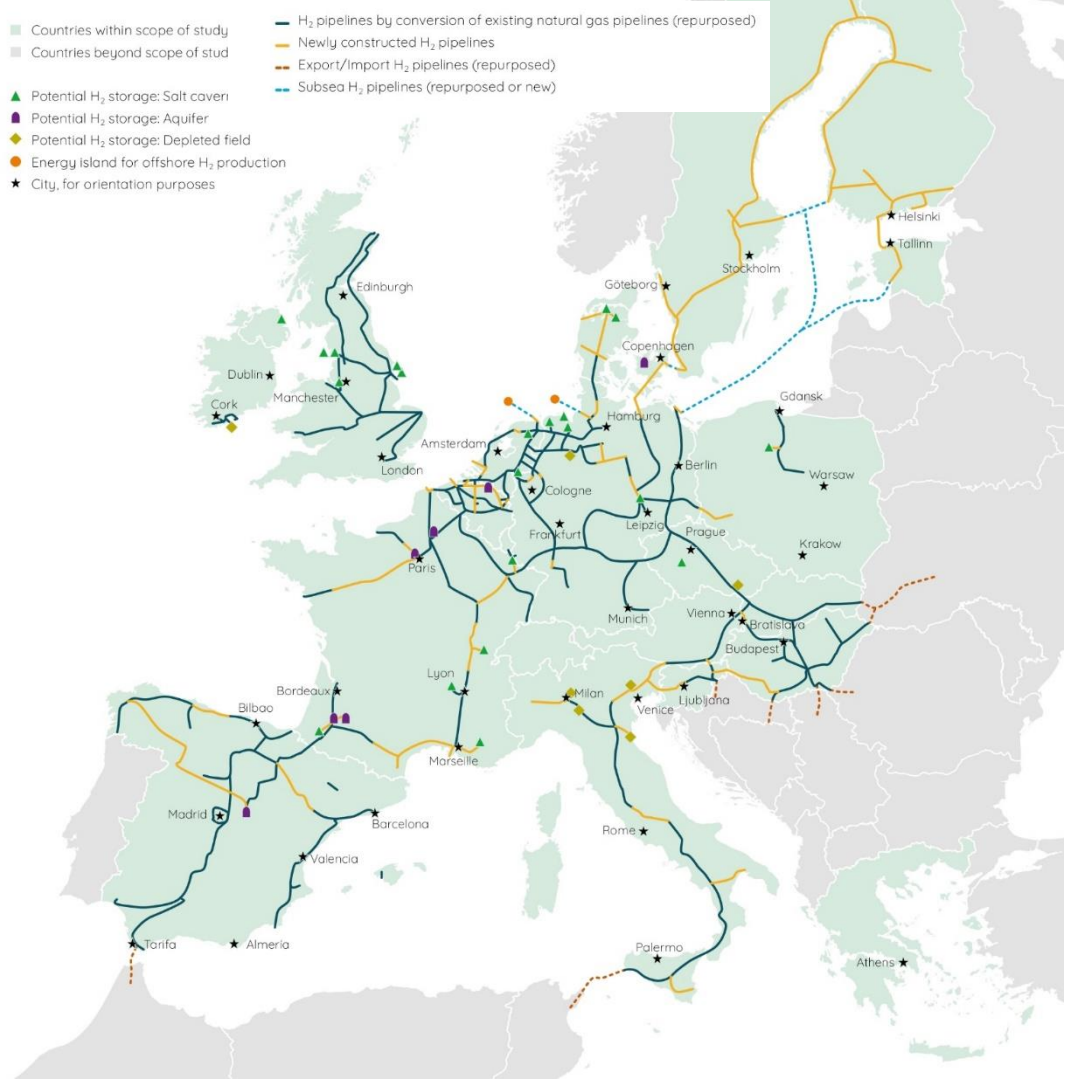 Countries within scope of study
Countries beyond scope of stud
Potential H₂ storage: Salt cavern
Potential H₂ storage: Aquifer
Potential H₂ storage: Depleted field
Energy island for offshore H₂ production
City, for orientation purposes
H₂ pipelines by conversion of existing natural gas pipelines (repurposed)
Newly constructed H₂ pipelines
Export/Import H₂ pipelines (repurposed)
Subsea H₂ pipelines (repurposed or new)
Helsinki
Tallinn
Stockholm
Göteborg
Edinburgh
Copenhagen
Dublin
Manchester
Cork
Gdansk
Hamburg
Amsterdam
London
Berlin
Warsaw
Cologne
Leipzig
Frankfurt
Prague
Krakow
Paris
Munich
Vienna
Bratislava
Budapest
Lyon
Bordeaux
Milan
Ljubljana
Venice
Bilbao
Marseille
Madrid
Barcelona
Rome
Valencia
Tarifa
Almería
Palermo
Athens